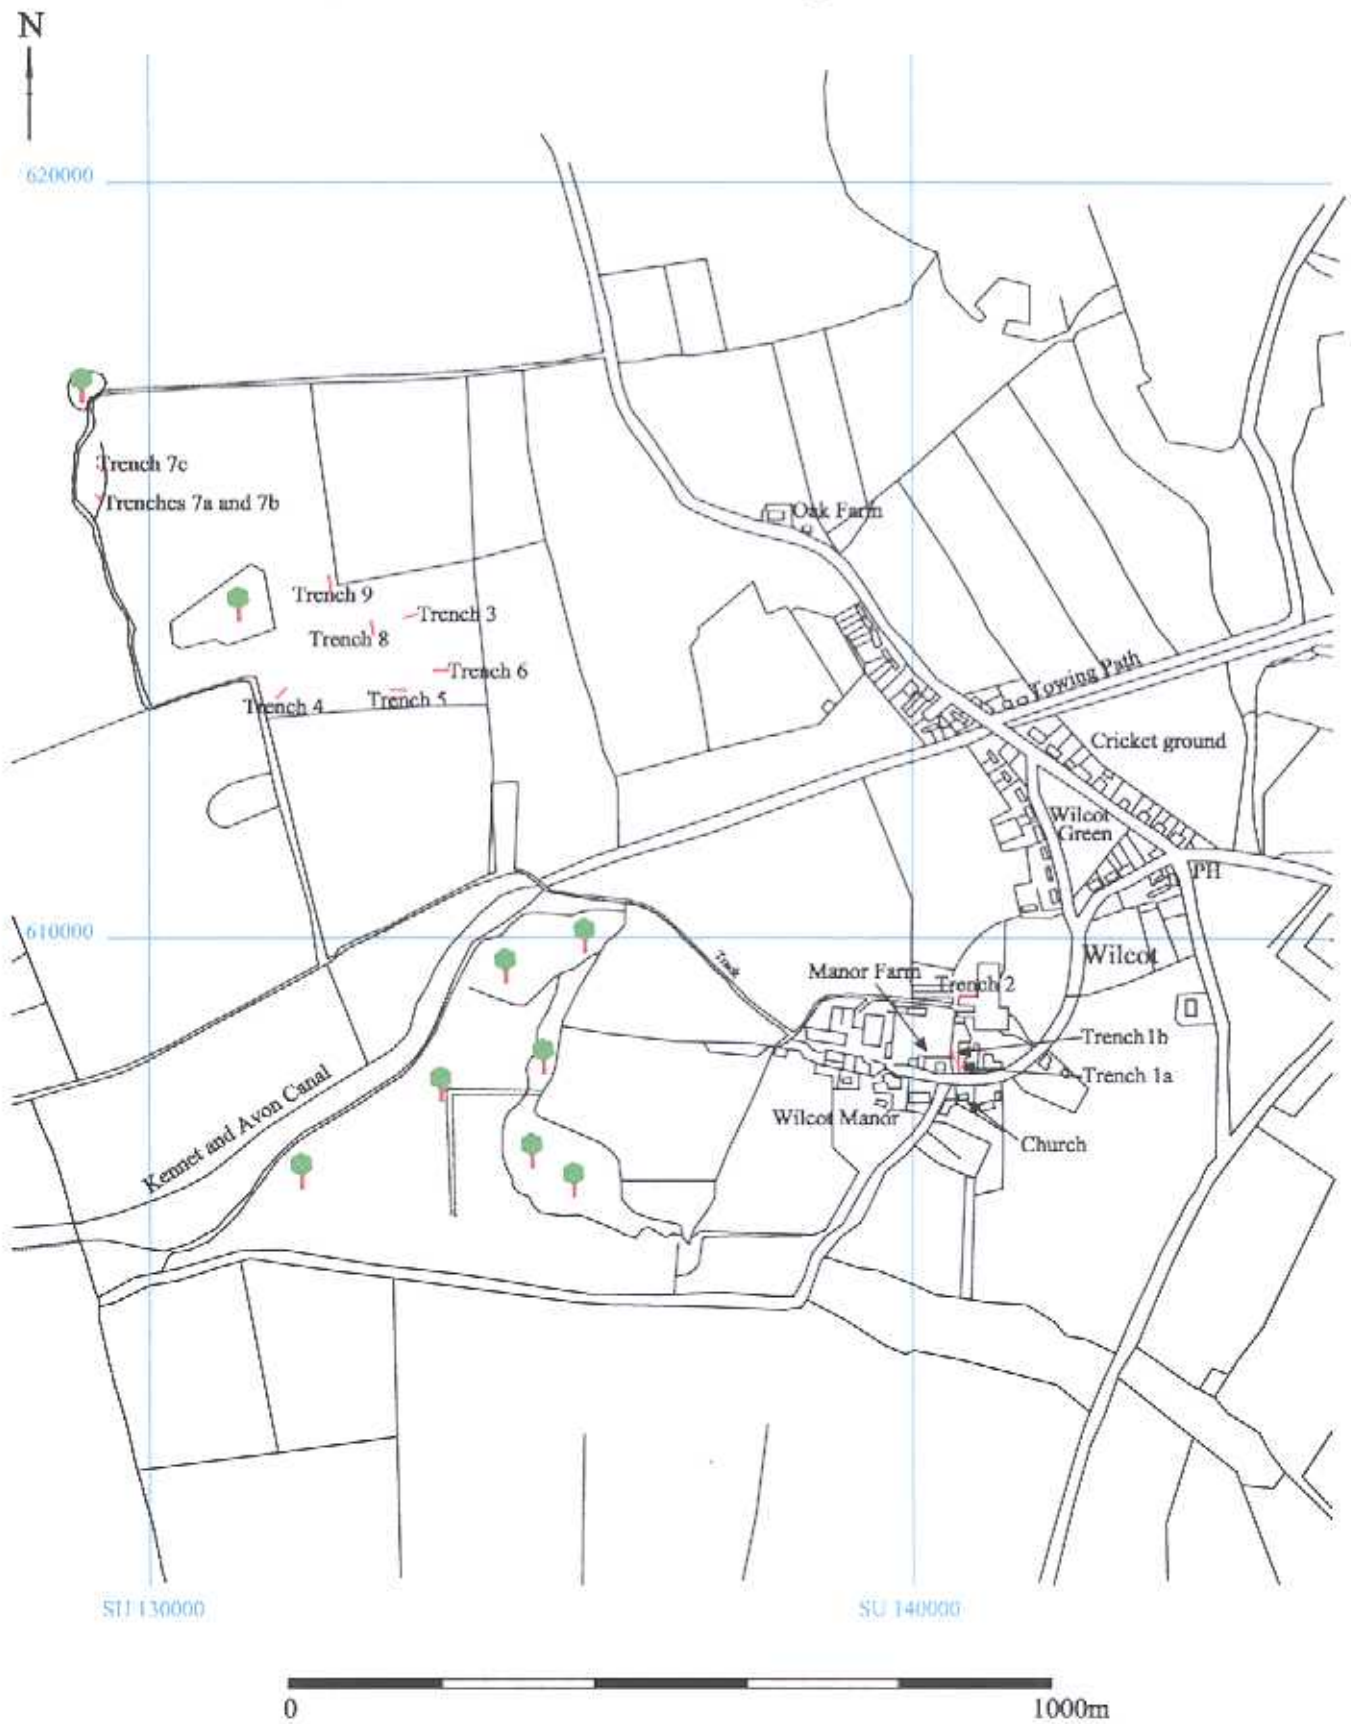 N
620000
Trench 7c
Trenches 7a and 7b
Oak Farm
Trench 9
Trench 3
Trench 8
Trench 6
Trench 4
Trench 5
Towing Path
Cricket ground
Wilcot
Green
PH
610000
Track
Manor Farm
Trench 2
Wilcot
Trench 1b
Trench 1a
Kennet and Avon Canal
Wilcot Manor
Church
SU 130000
SU 140000
0
1000m